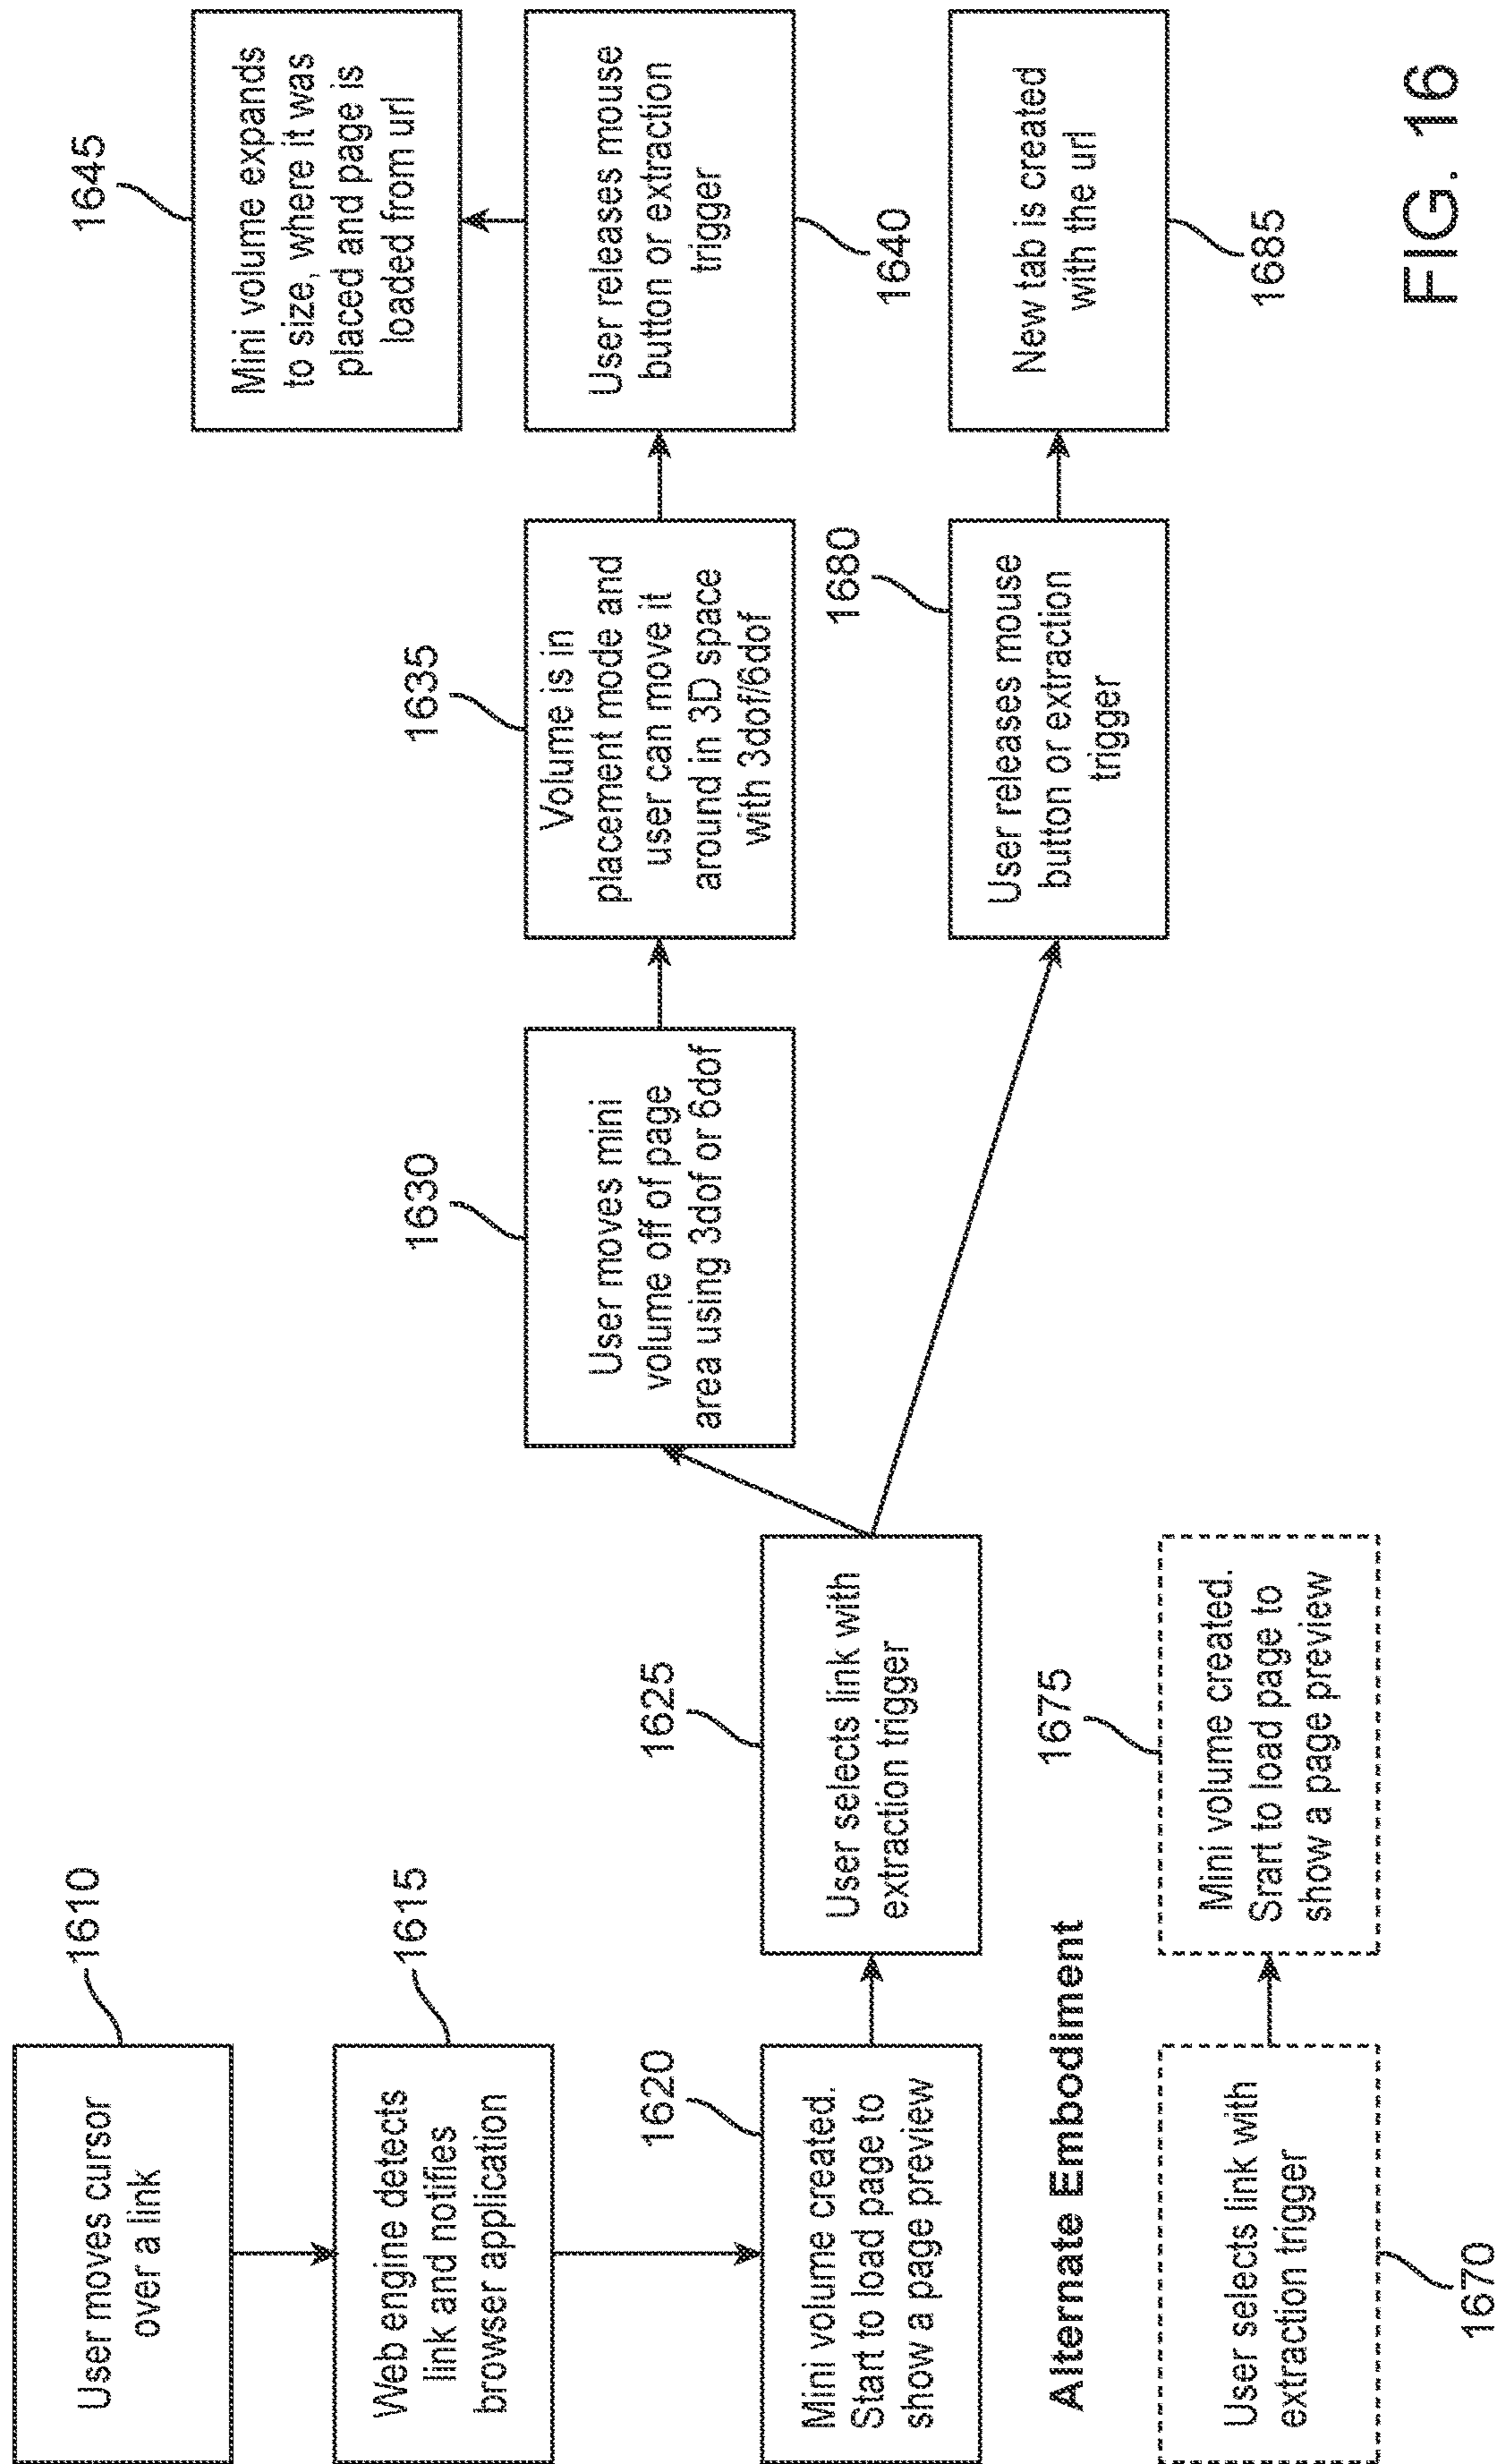 1610
User moves cursor
over a link
1615
Web engine detects
link and notifies
browser application
1620
Mini volume created.
Start to load page to
show a page preview
1625
User selects link with
extraction trigger
1630
User moves mini
volume off of page
area using 3dof or 6dof
1635
Volume is in
placement mode and
user can move it
around in 3D space
with 3dof/6dof
User releases mouse
button or extraction
trigger
1640
1645
Mini volume expands
to size, where it was
placed and page is
loaded from url
1680
User releases mouse
button or extraction
trigger
New tab is created
with the url
1685
Alternate Embodiment
User selects link with
extraction trigger
1670
1675
Mini volume created.
Srart to load page to
show a page preview
FIG. 16